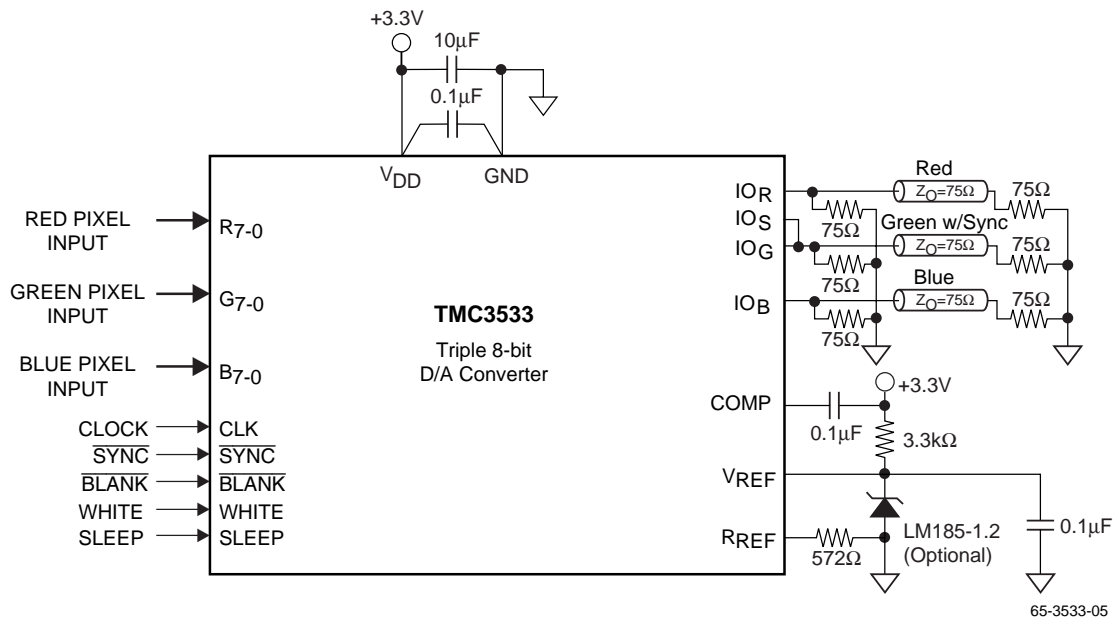 +3.3V
10μF
0.1μF
VDD
GND
RED PIXEL
INPUT
R7-0
GREEN PIXEL
INPUT
G7-0
BLUE PIXEL
INPUT
B7-0
CLOCK
CLK
SYNC
SYNC
BLANK
BLANK
WHITE
WHITE
SLEEP
SLEEP
TMC3533
Triple 8-bit
D/A Converter
IOR
IOS
IOG
IOB
Red
ZO=75Ω
75Ω
75Ω
Green w/Sync
ZO=75Ω
75Ω
75Ω
Blue
ZO=75Ω
75Ω
75Ω
COMP
0.1μF
+3.3V
3.3kΩ
VREF
RREF
572Ω
LM185-1.2
(Optional)
0.1μF
65-3533-05